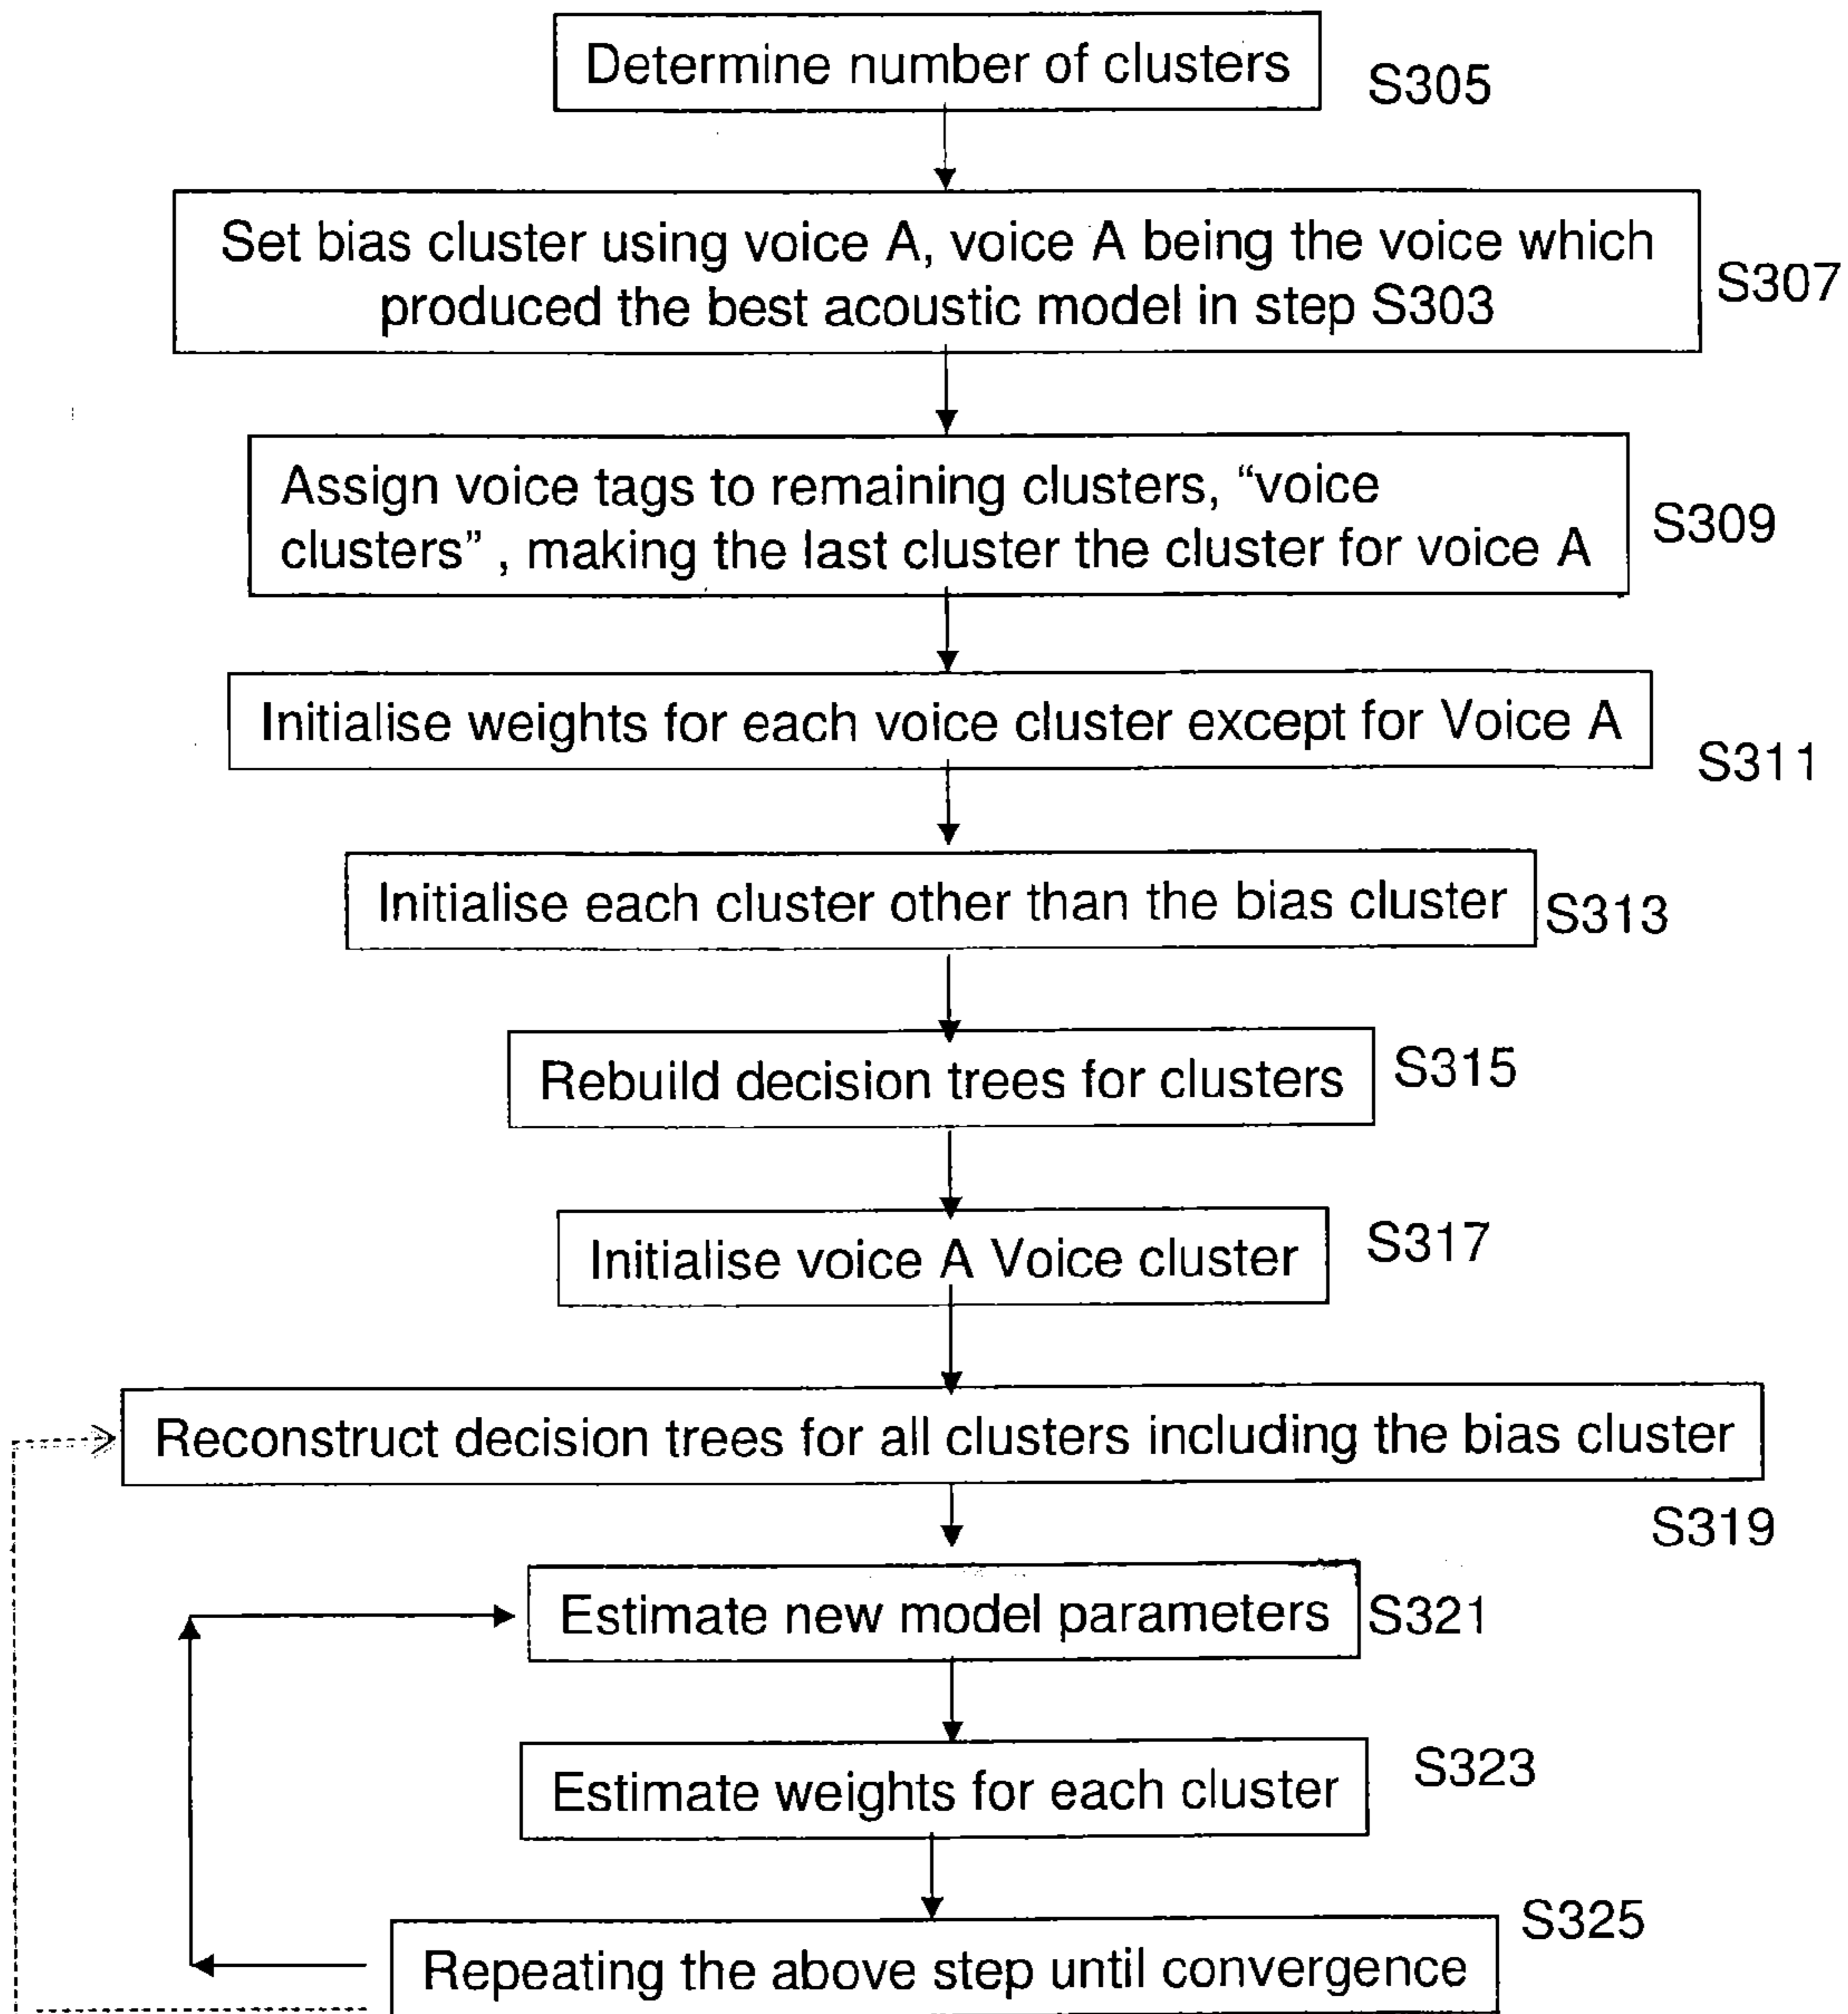 Determine number of clusters
S305
Set bias cluster using voice A, voice A being the voice which
produced the best acoustic model in step S303
S307
Assign voice tags to remaining clusters, “voice
clusters” , making the last cluster the cluster for voice A
S309
Initialise weights for each voice cluster except for Voice A
S311
Initialise each cluster other than the bias cluster
S313
Rebuild decision trees for clusters
S315
Initialise voice A Voice cluster
S317
Reconstruct decision trees for all clusters including the bias cluster
S319
Estimate new model parameters
S321
Estimate weights for each cluster
S323
Repeating the above step until convergence
S325